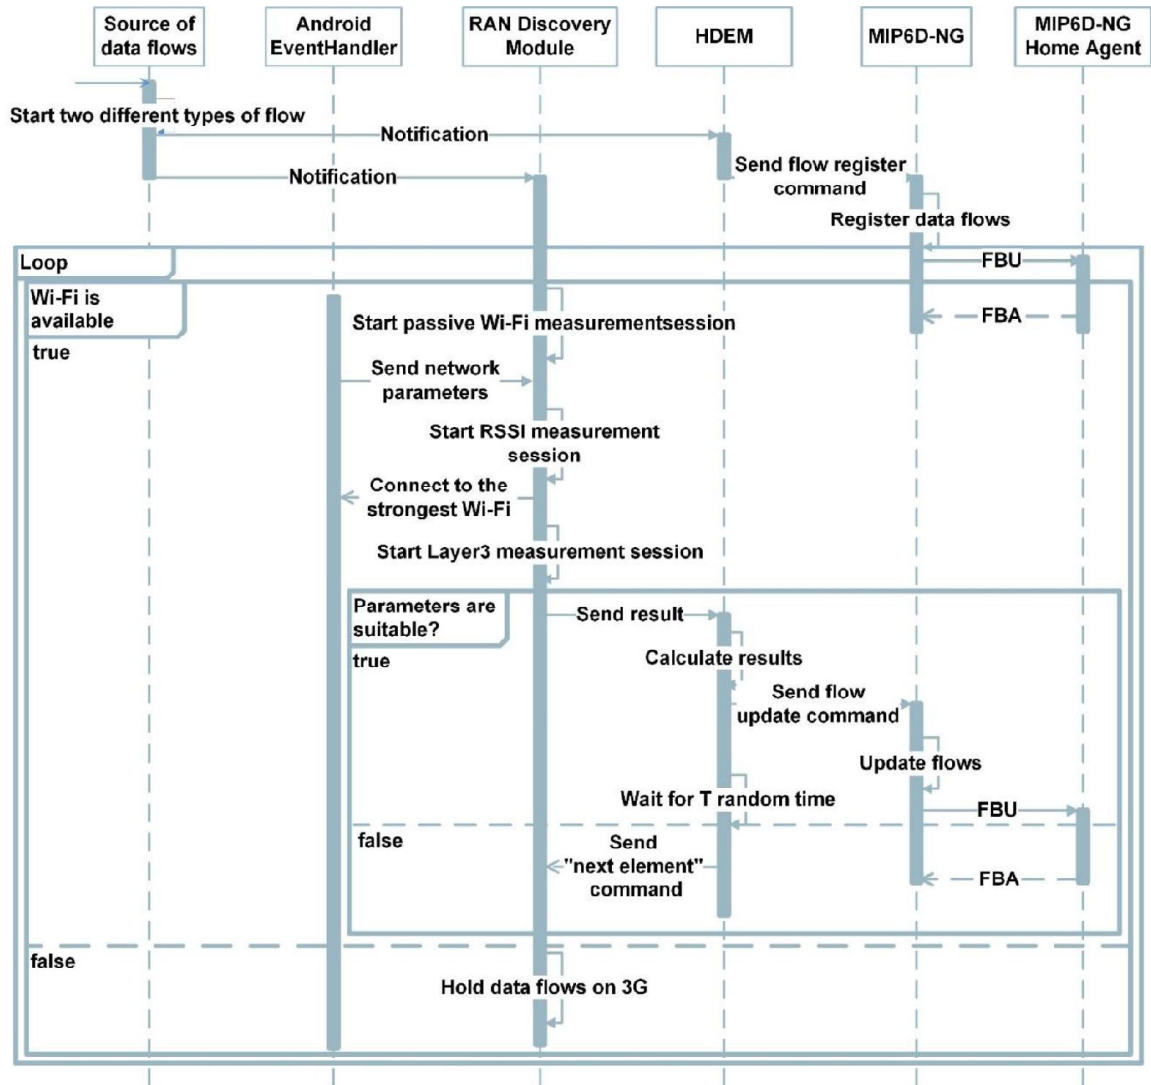 Source of
data flows
Android
EventHandler
RAN Discovery
Module
HDEM
MIP6D-NG
MIP6D-NG
Home Agent
Start two different types of flow
Notification
Send flow register
command
Notification
Register data flows
Loop
FBU
Wi-Fi is
available
FBA
Start passive Wi-Fi measurementsession
true
Send network
parameters
Start RSSI measurement
session
Connect to the
strongest Wi-Fi
Start Layer3 measurement session
Parameters are
suitable?
Send result
true
Calculate results
Send flow
update command
Update flows
Wait for T random time
FBU
false
Send
"next element"
command
FBA
false
Hold data flows on 3G